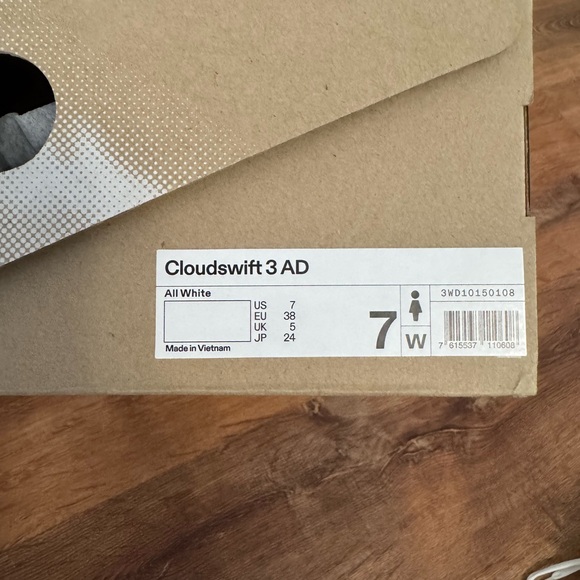 Cloudswift 3 AD
All White
US 7
EU 38
UK 5
JP 24
Made in Vietnam
7
W
3WD10150108
7 615537 110608